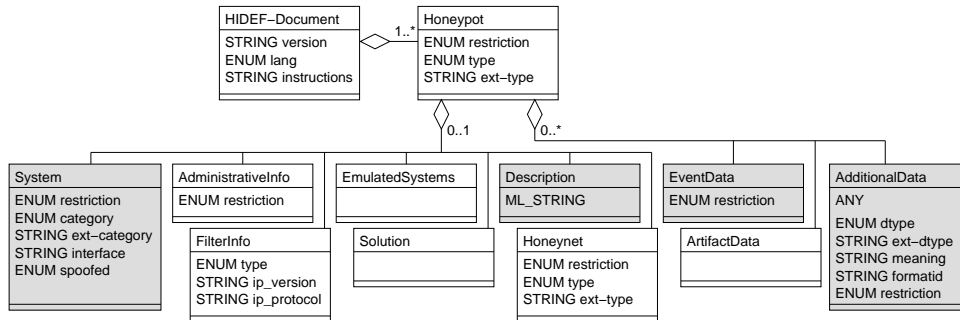 HIDEF−Document
STRING version
ENUM lang
STRING instructions
1..*
Honeypot
ENUM restriction
ENUM type
STRING ext−type
0..1
0..*
System
ENUM restriction
ENUM category
STRING ext−category
STRING interface
ENUM spoofed
AdministrativeInfo
ENUM restriction
EmulatedSystems
Description
ML_STRING
EventData
ENUM restriction
AdditionalData
ANY
ENUM dtype
STRING ext−dtype
STRING meaning
STRING formatid
ENUM restriction
FilterInfo
ENUM type
STRING ip_version
STRING ip_protocol
Solution
Honeynet
ENUM restriction
ENUM type
STRING ext−type
ArtifactData